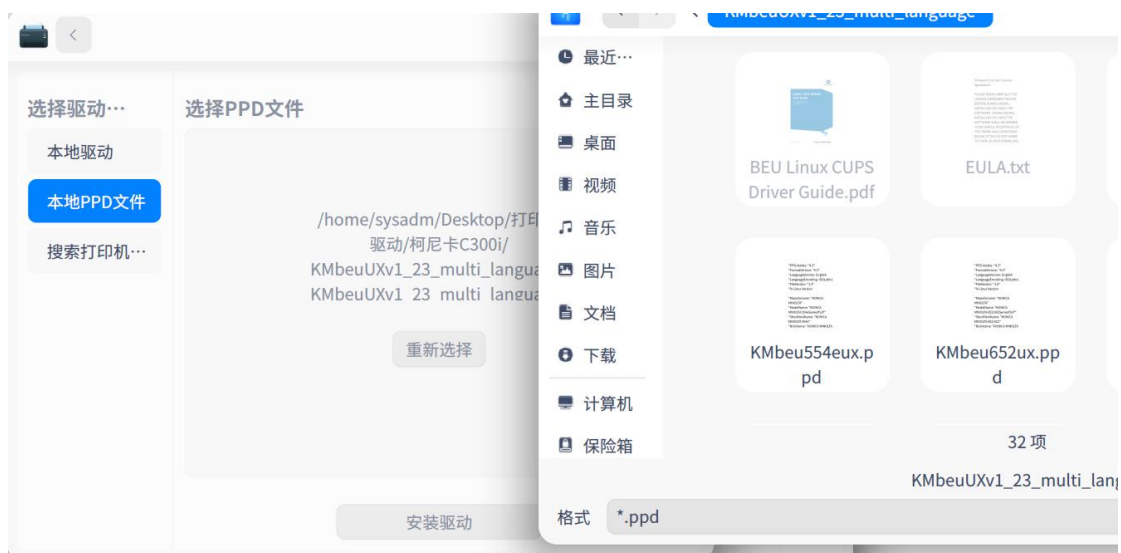 选择驱动…
本地驱动
本地PPD文件
搜索打印机…
选择PPD文件
/home/sysadm/Desktop/打印
驱动/柯尼卡C300i/
KMbeuUXv1_23_multi_langua
KMbeuUXv1_23_multi_langua
重新选择
安装驱动
KMbeuUXv1_23_multi_language
最近…
主目录
桌面
视频
音乐
图片
文档
下载
计算机
保险箱
BEU Linux CUPS
Driver Guide.pdf
EULA.txt
KMbeu554eux.p
pd
KMbeu652ux.pp
d
32 项
KMbeuUXv1_23_multi_lang
格式
*.ppd